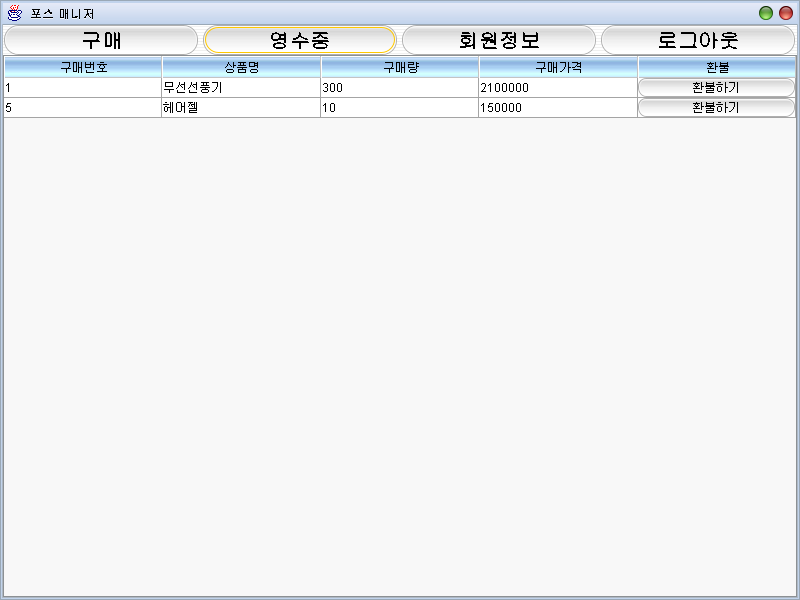 포스 매니저
구매 영수증 회원정보 로그아웃
구매번호 상품명 구매량 구매가격 환불
1 무선선풍기 300 2100000 환불하기
5 헤어젤 10 150000 환불하기